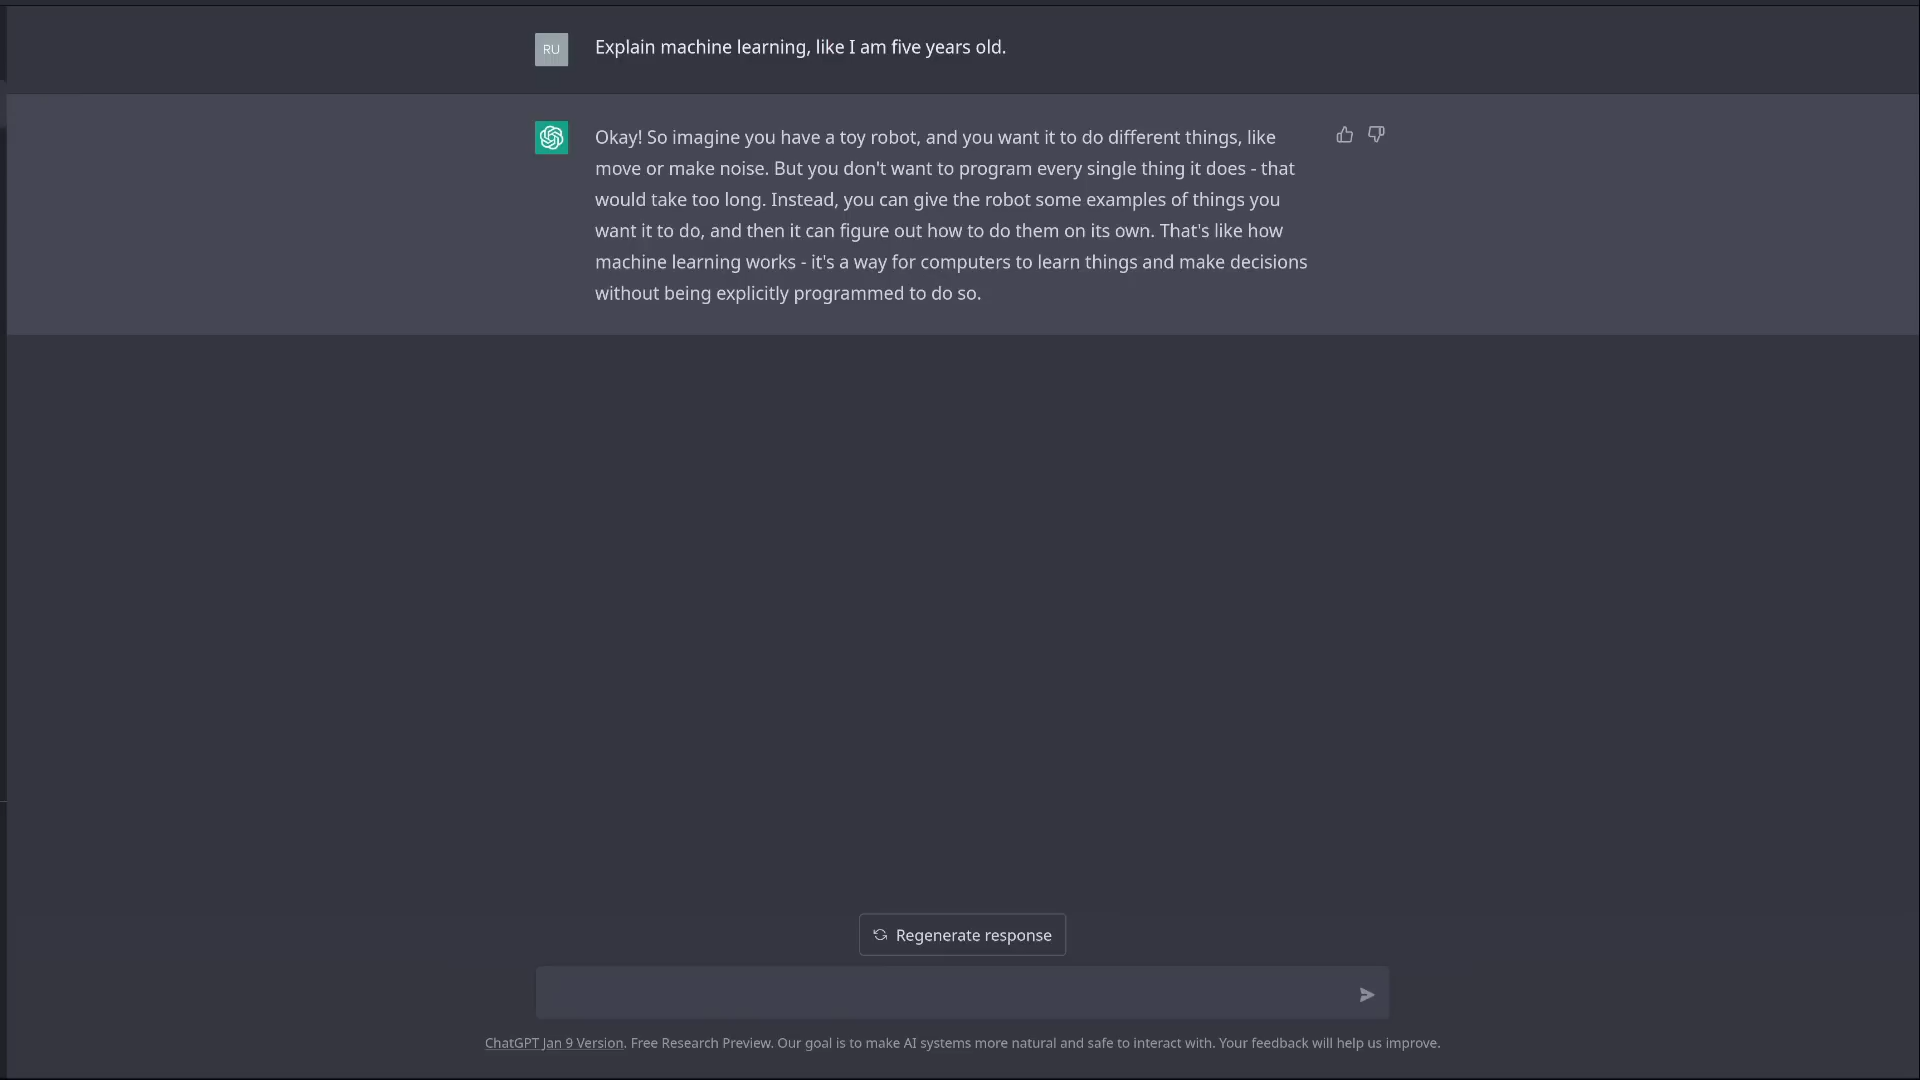 RU
Explain machine learning, like I am five years old.
Okay! So imagine you have a toy robot, and you want it to do different things, like
move or make noise. But you don't want to program every single thing it does - that
would take too long. Instead, you can give the robot some examples of things you
want it to do, and then it can figure out how to do them on its own. That's like how
machine learning works - it's a way for computers to learn things and make decisions
without being explicitly programmed to do so.
Regenerate response
ChatGPT Jan 9 Version. Free Research Preview. Our goal is to make AI systems more natural and safe to interact with. Your feedback will help us improve.